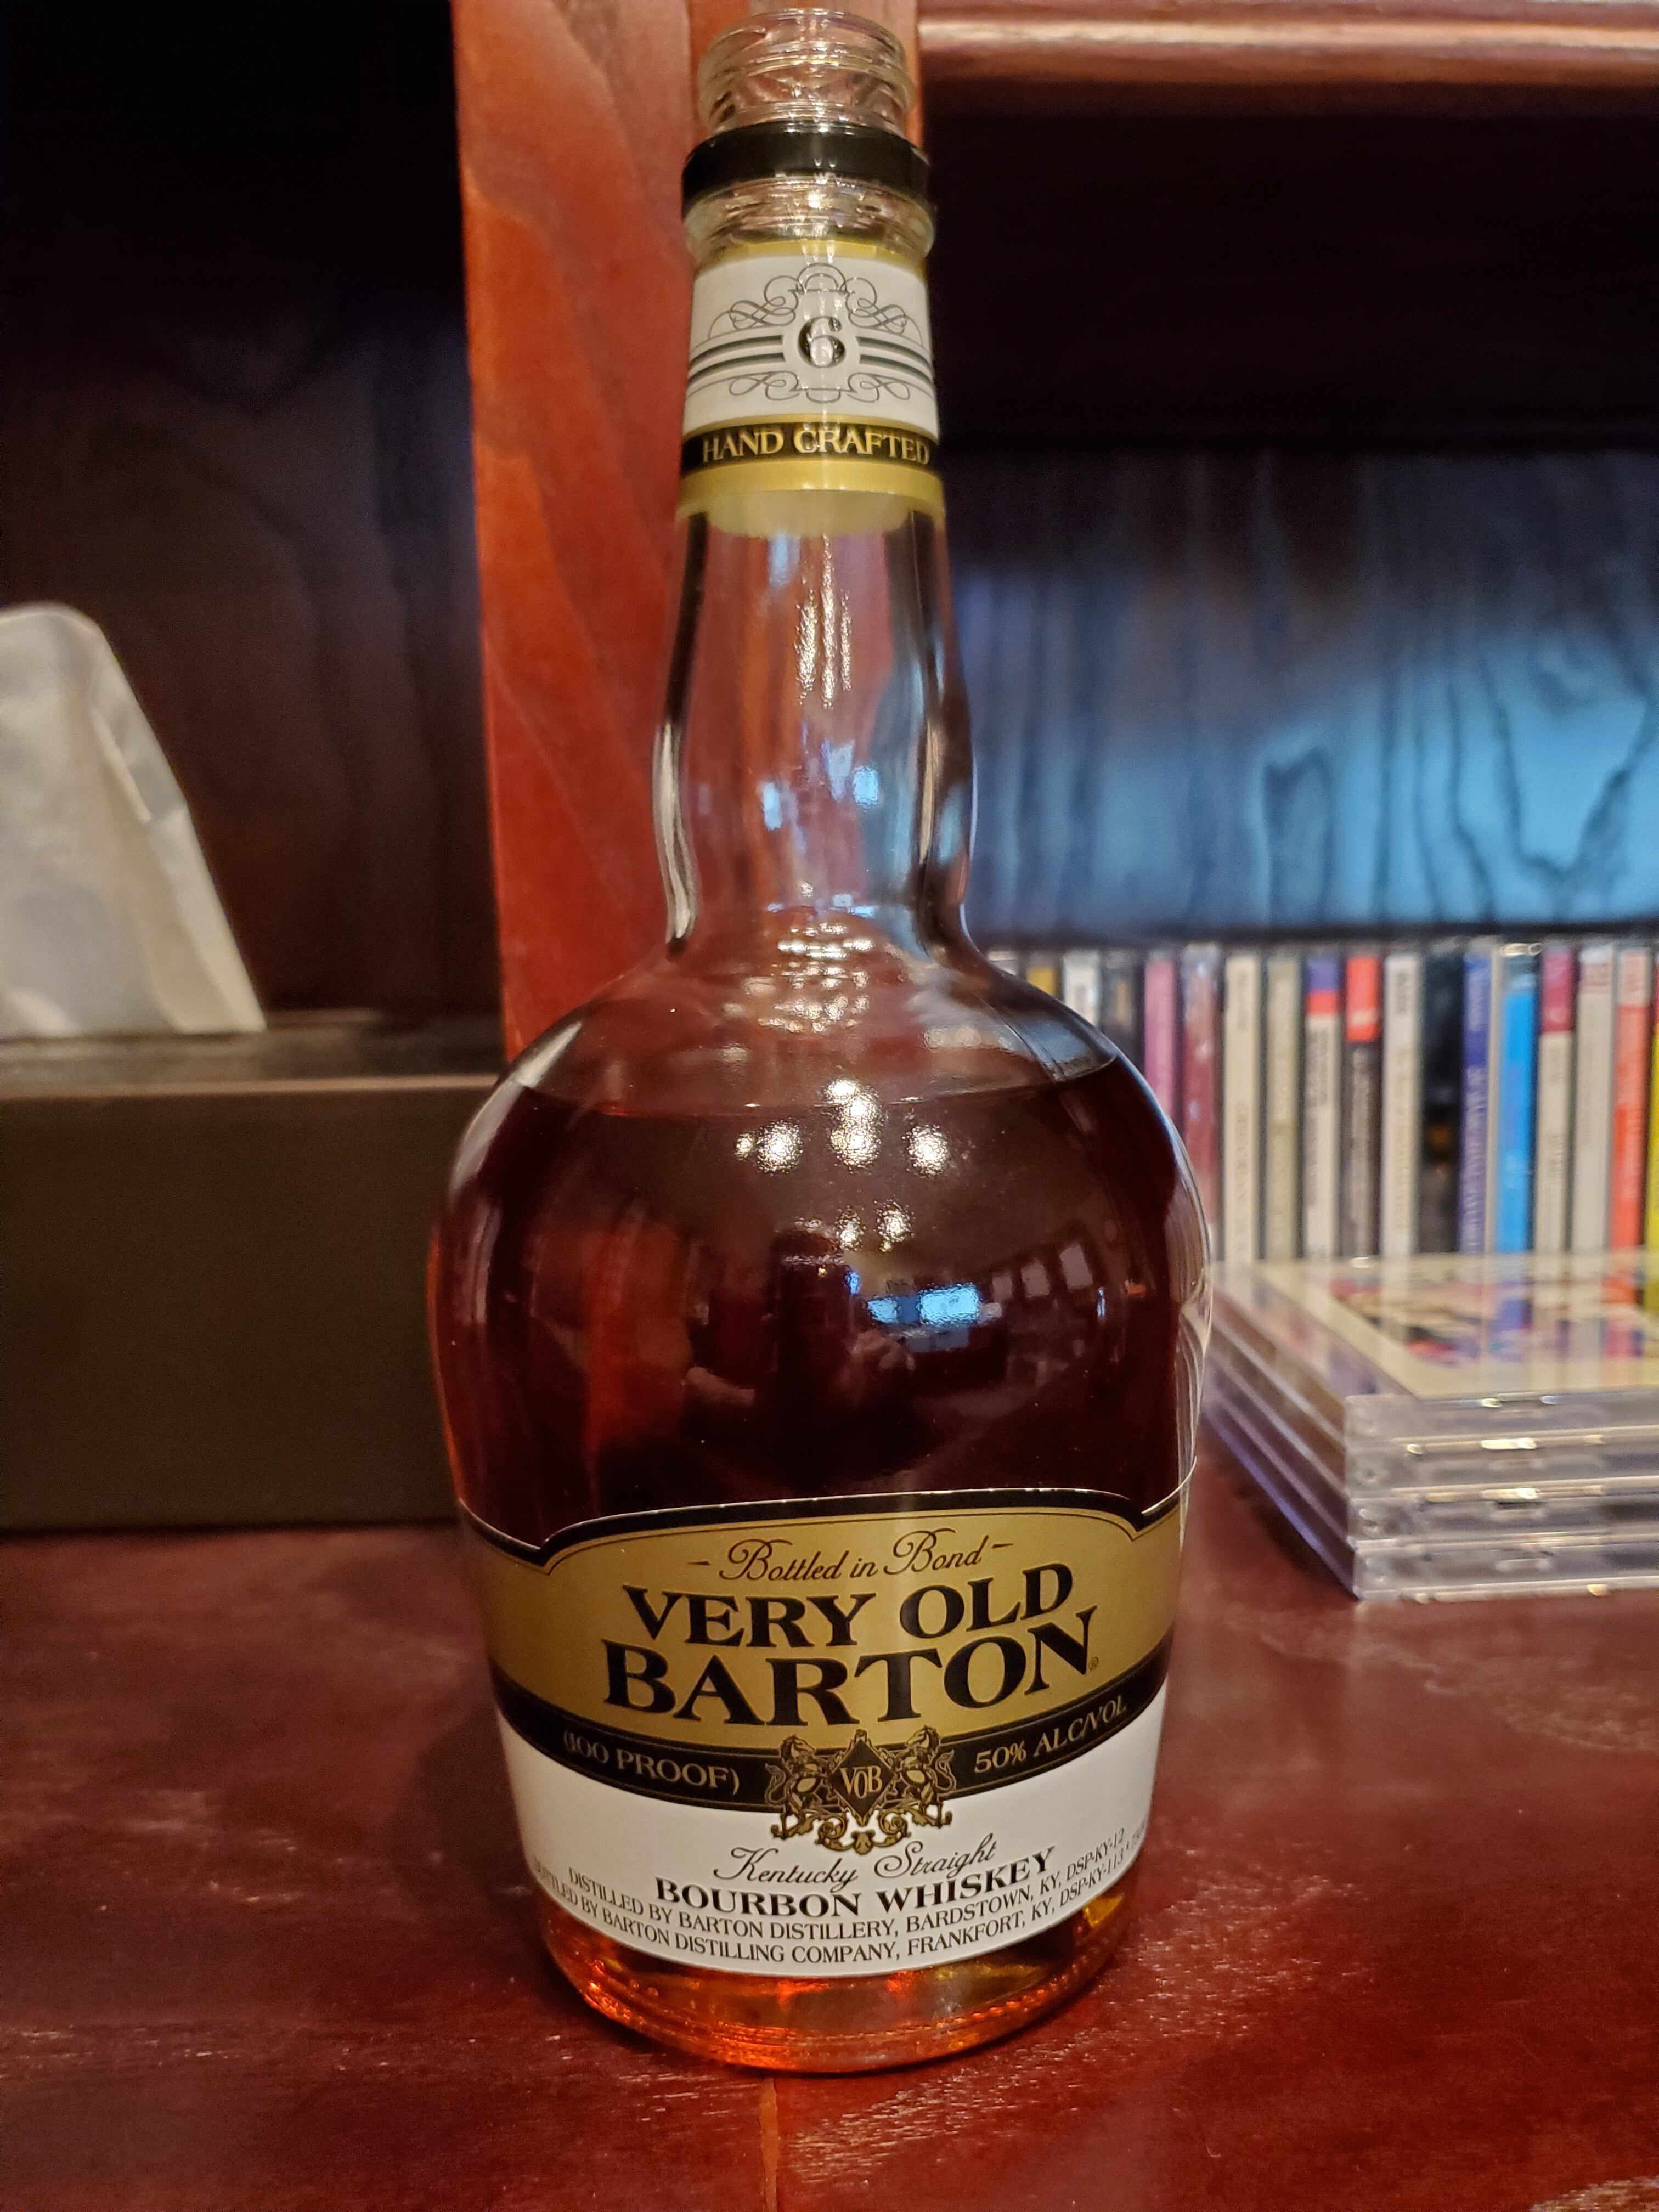 6
HAND CRAFTED
Bottled in Bond
VERY OLD
BARTON®
(100 PROOF) VOB 50% ALC/VOL
Kentucky Straight
BOURBON WHISKEY
DISTILLED BY BARTON DISTILLERY, BARDSTOWN, KY, DSP-KY-12
BOTTLED BY BARTON DISTILLING COMPANY, FRANKFORT, KY, DSP-KY-113